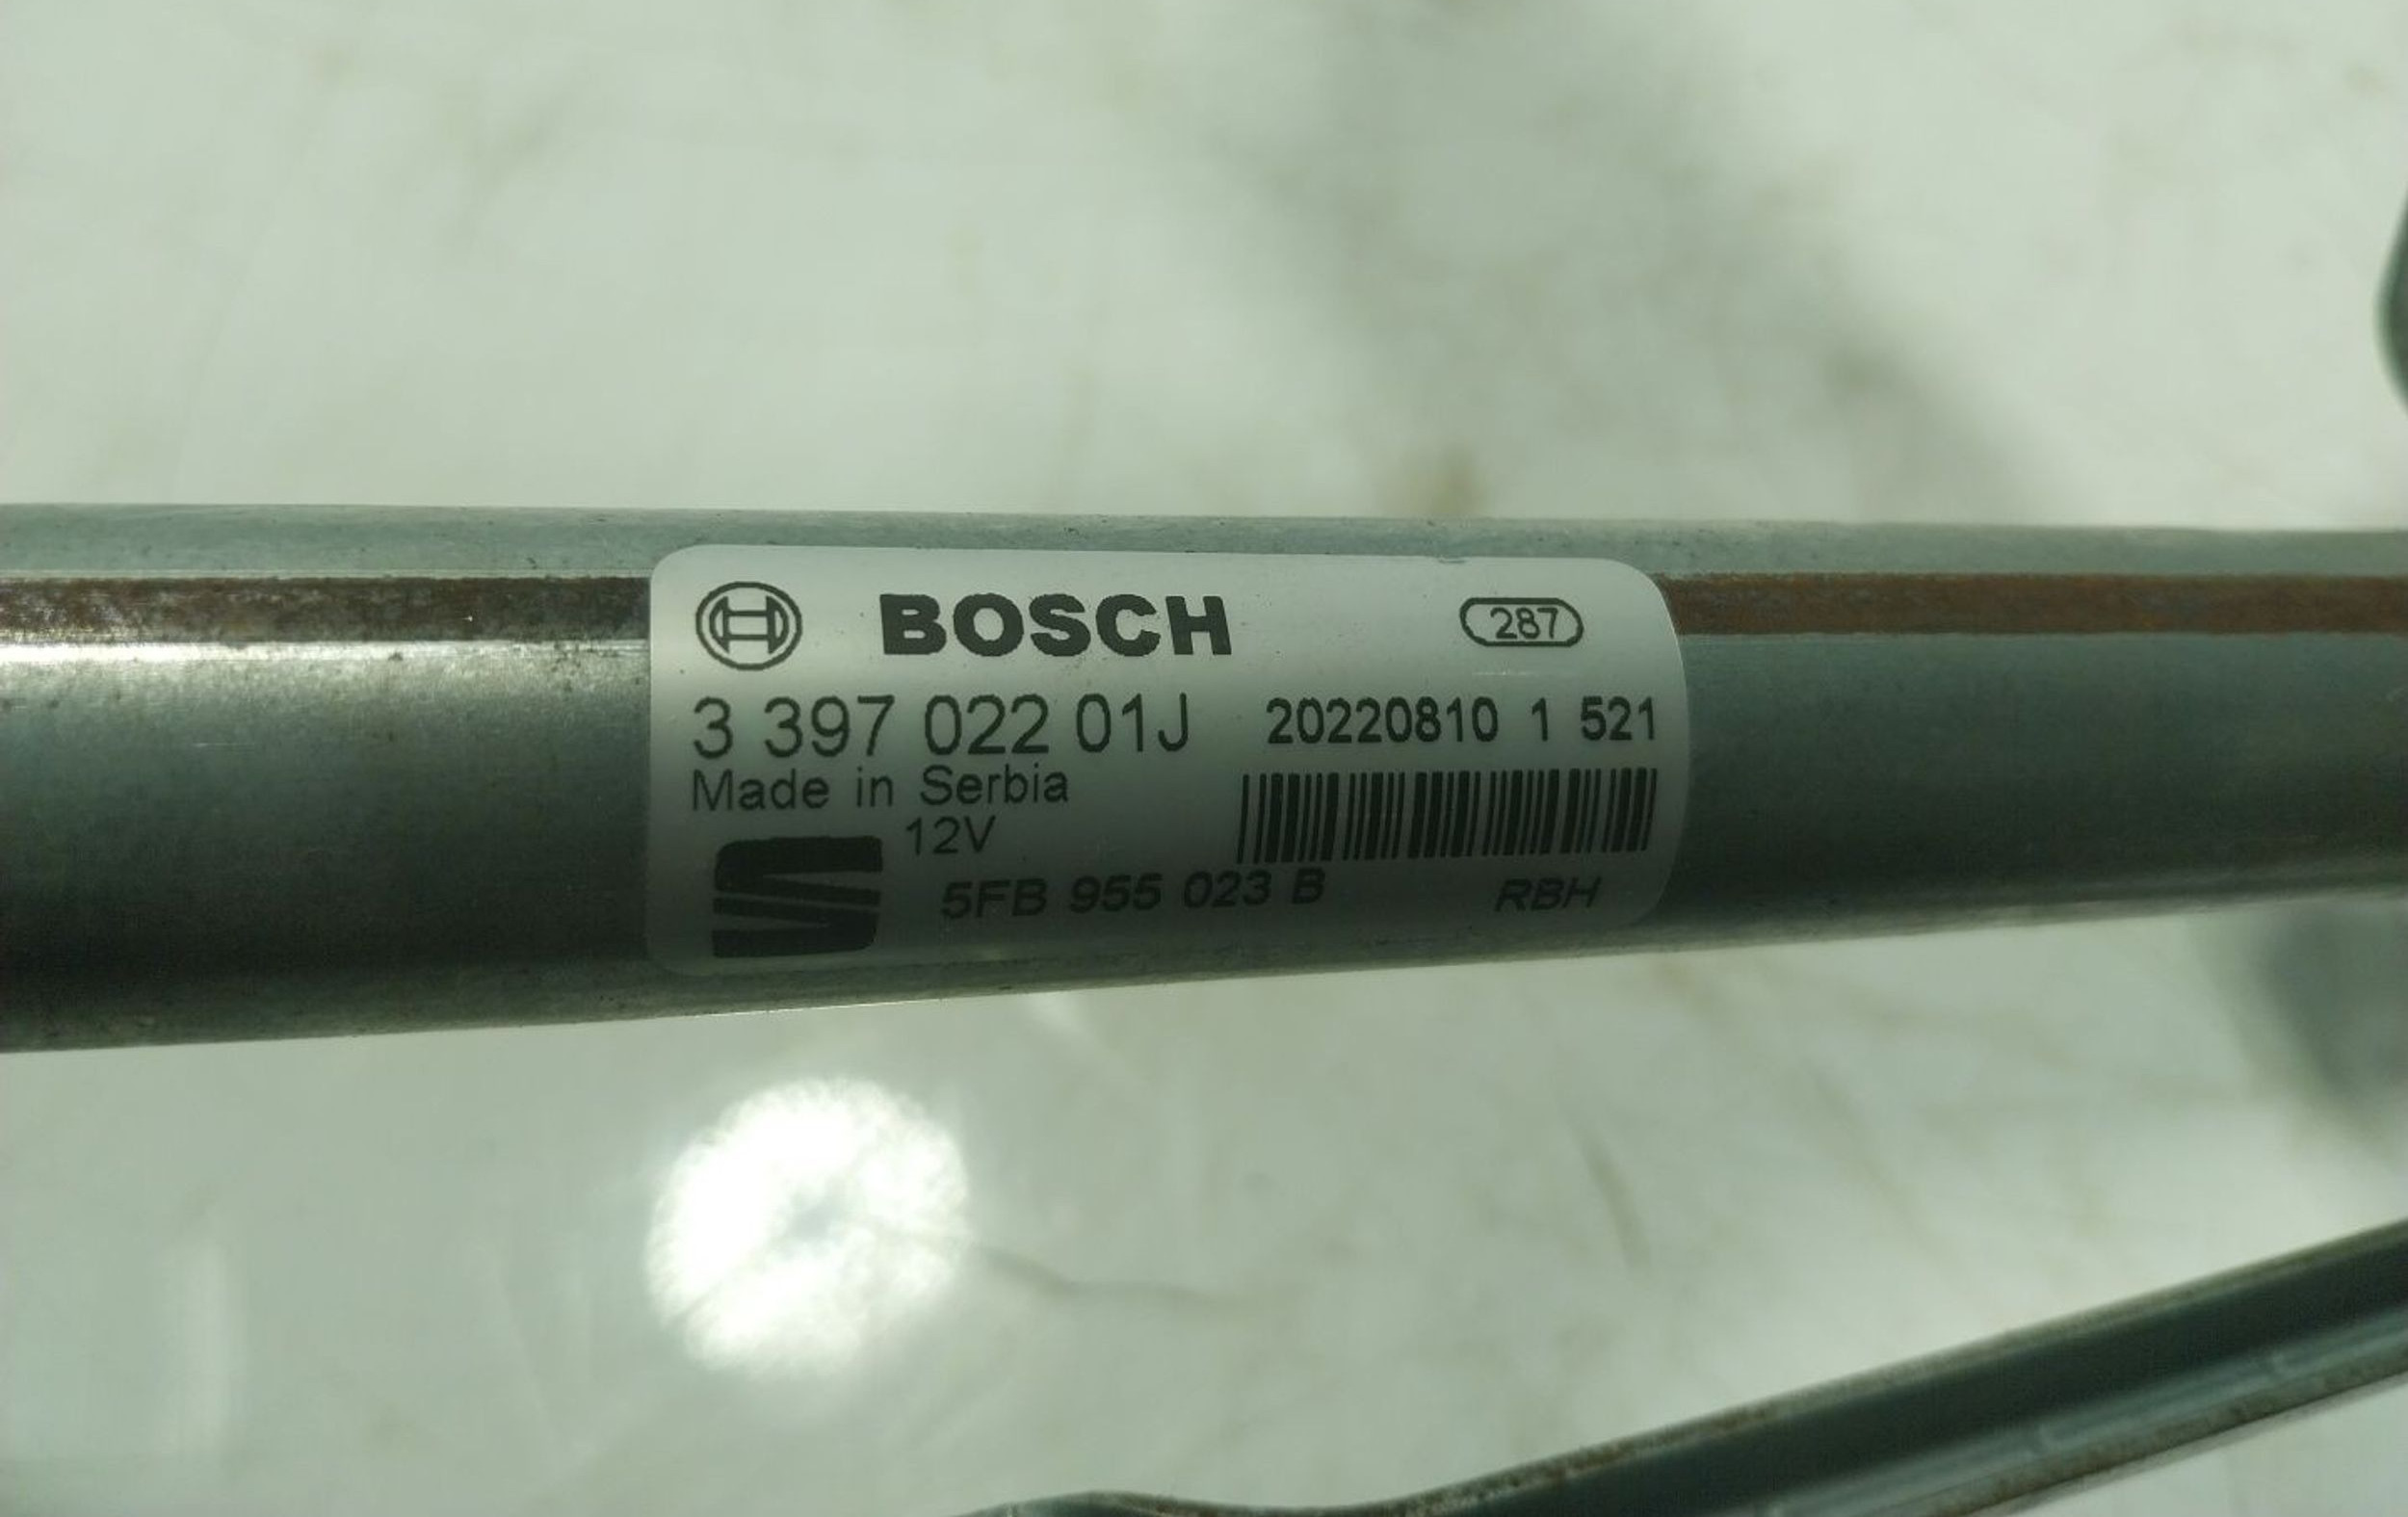 BOSCH 287
3 397 022 01J 20220810 1 521
Made in Serbia
12V
5FB 955 023 B RBH